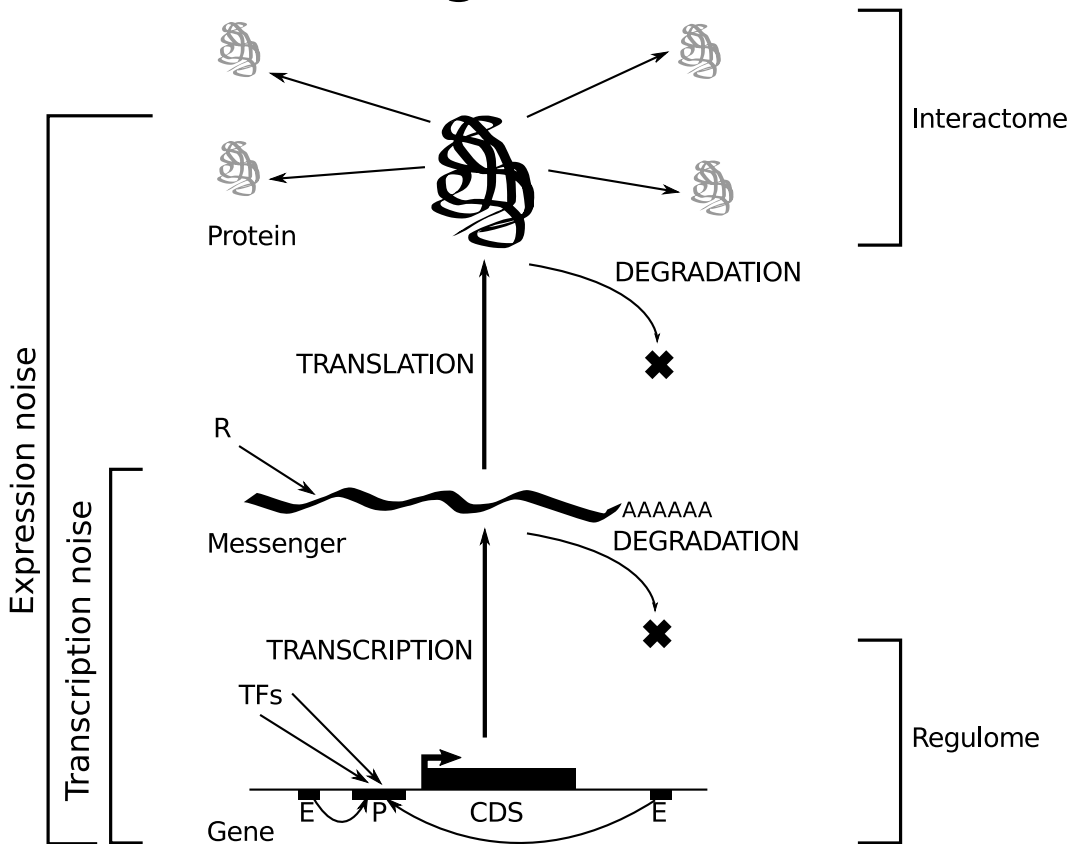 Interactome
Protein
DEGRADATION
TRANSLATION
R
AAAAAA
Messenger
DEGRADATION
TRANSCRIPTION
TFs
Regulome
E
P
CDS
E
Gene
Expression noise
Transcription noise